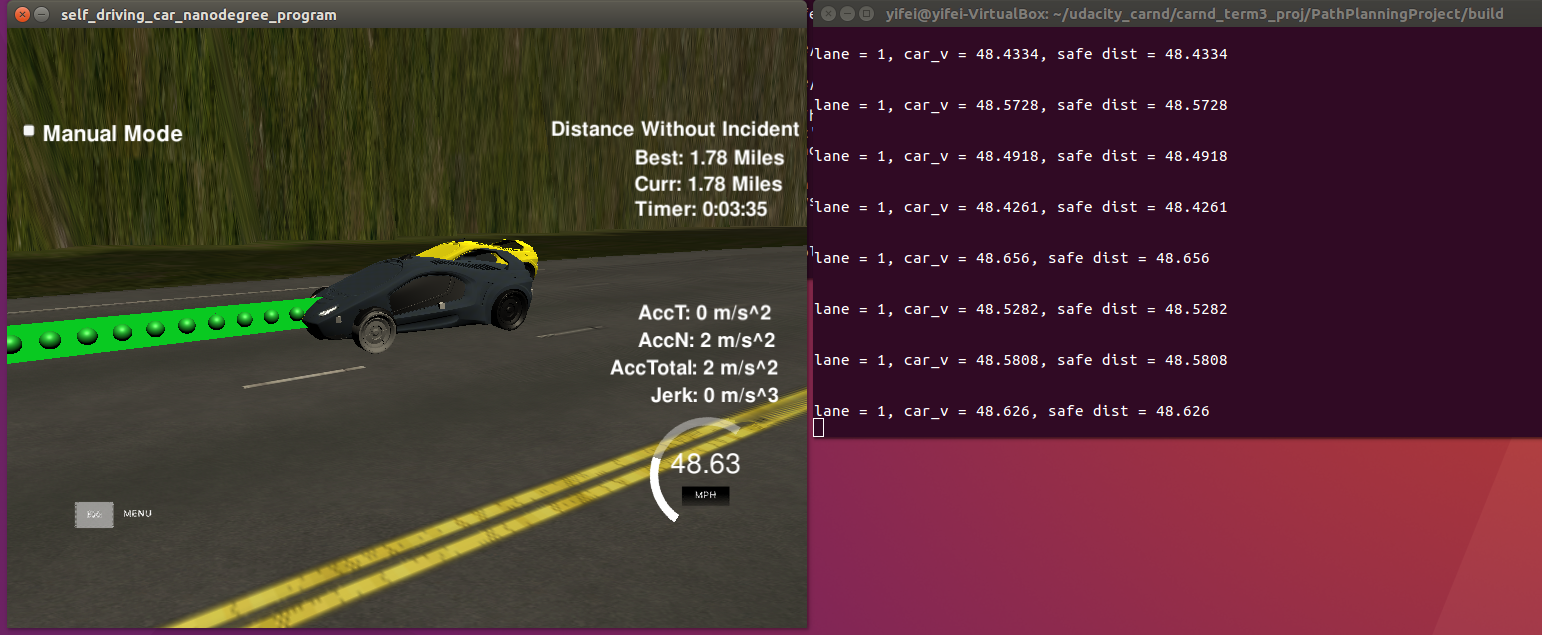 self_driving_car_nanodegree_program
Manual Mode
Distance Without Incident
Best: 1.78 Miles
Curr: 1.78 Miles
Timer: 0:03:35
AccT: 0 m/s^2
AccN: 2 m/s^2
AccTotal: 2 m/s^2
Jerk: 0 m/s^3
48.63
MPH
MENU
yifei@yifei-VirtualBox: ~/udacity_carnd/carnd_term3_proj/PathPlanningProject/build
lane = 1, car_v = 48.4334, safe dist = 48.4334
lane = 1, car_v = 48.5728, safe dist = 48.5728
lane = 1, car_v = 48.4918, safe dist = 48.4918
lane = 1, car_v = 48.4261, safe dist = 48.4261
lane = 1, car_v = 48.656, safe dist = 48.656
lane = 1, car_v = 48.5282, safe dist = 48.5282
lane = 1, car_v = 48.5808, safe dist = 48.5808
lane = 1, car_v = 48.626, safe dist = 48.626